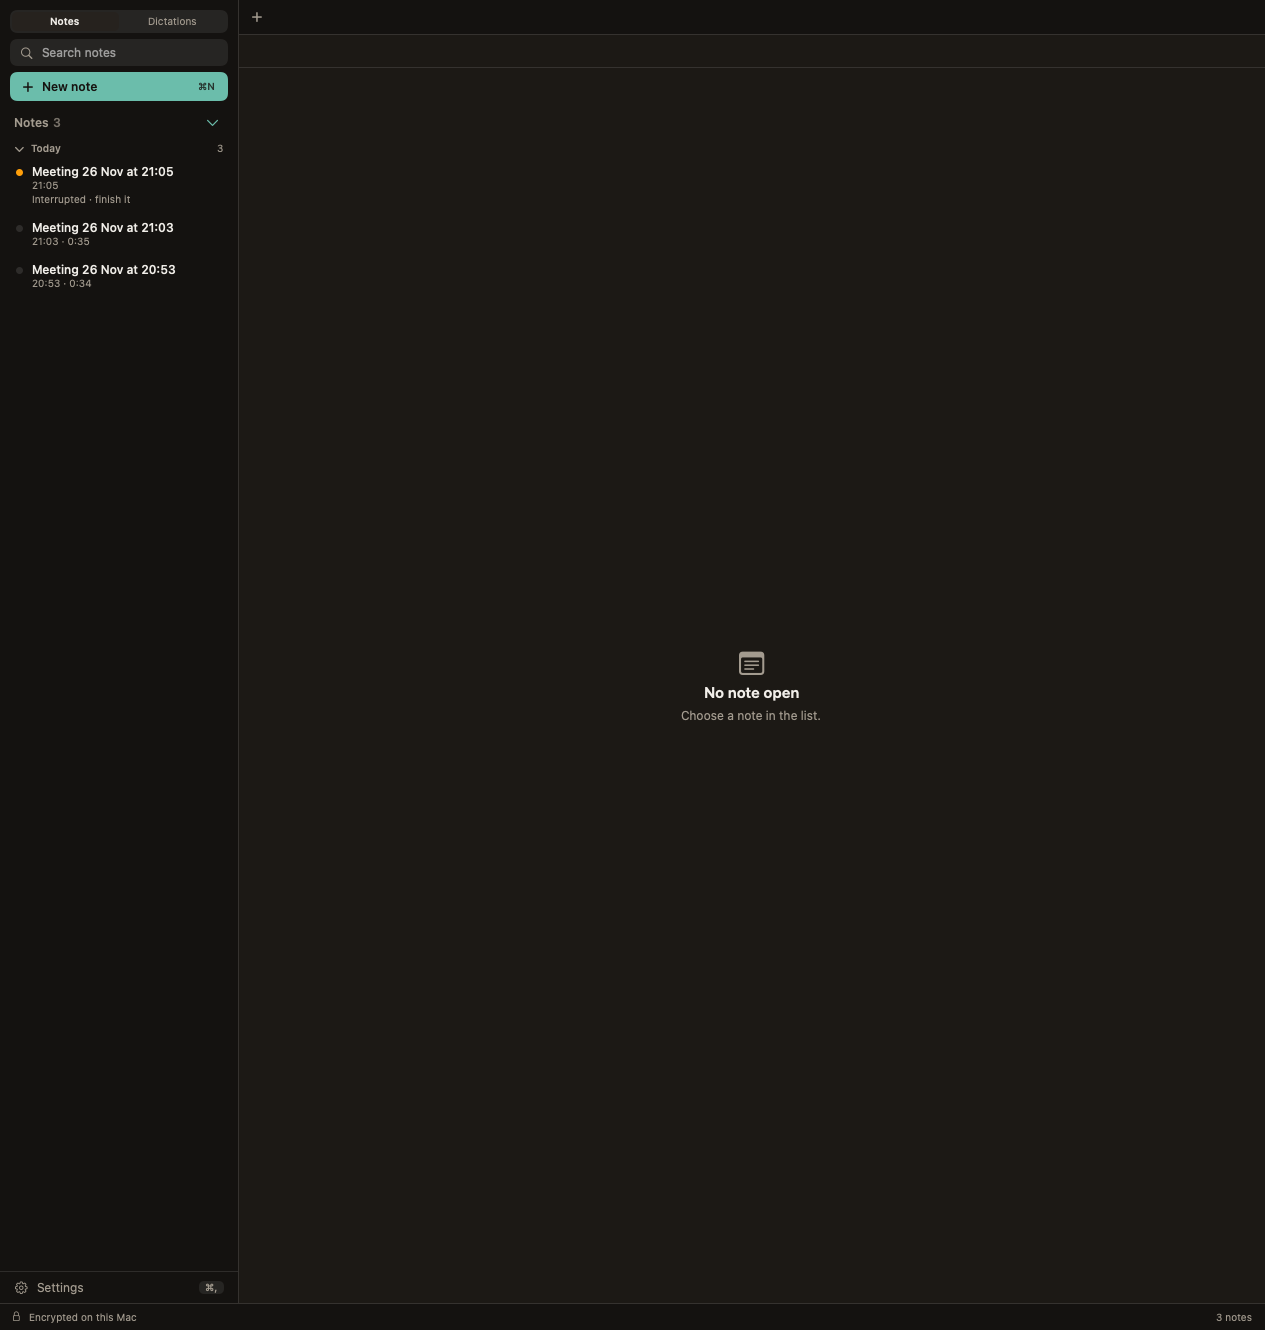 Notes
Dictations
Search notes
New note ⌘N
Notes 3
Today 3
Meeting 26 Nov at 21:05
21:05
Interrupted · finish it
Meeting 26 Nov at 21:03
21:03 · 0:35
Meeting 26 Nov at 20:53
20:53 · 0:34
No note open
Choose a note in the list.
Settings ⌘,
Encrypted on this Mac
3 notes